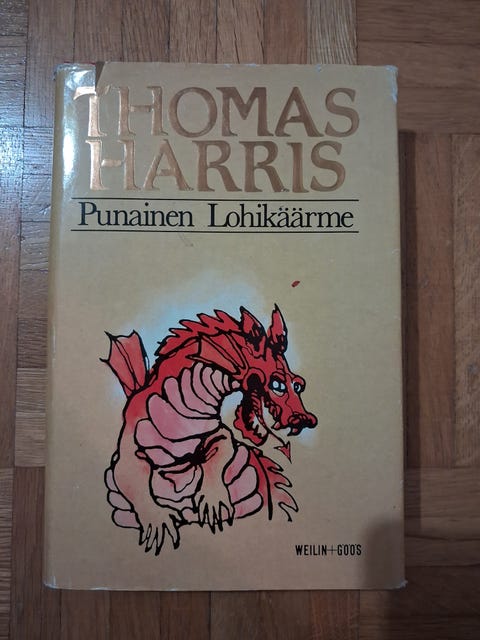 THOMAS
HARRIS
Punainen Lohikäärme
WEILIN+GÖÖS